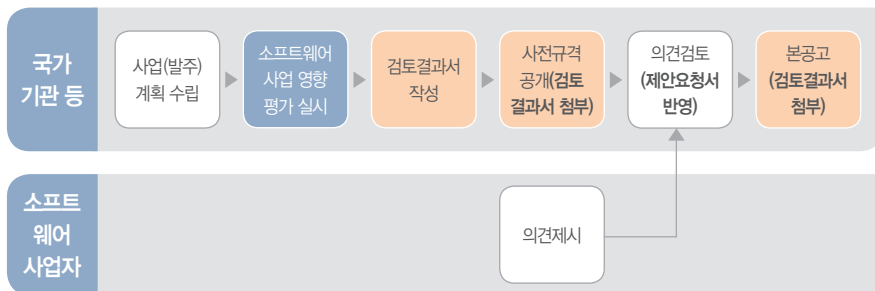 국가
기관 등
사업(발주)
계획 수립
소프트웨어
사업 영향
평가 실시
검토결과서
작성
사전규격
공개(검토
결과서 첨부)
의견검토
(제안요청서
반영)
본공고
(검토결과서
첨부)
소프트
웨어
사업자
의견제시